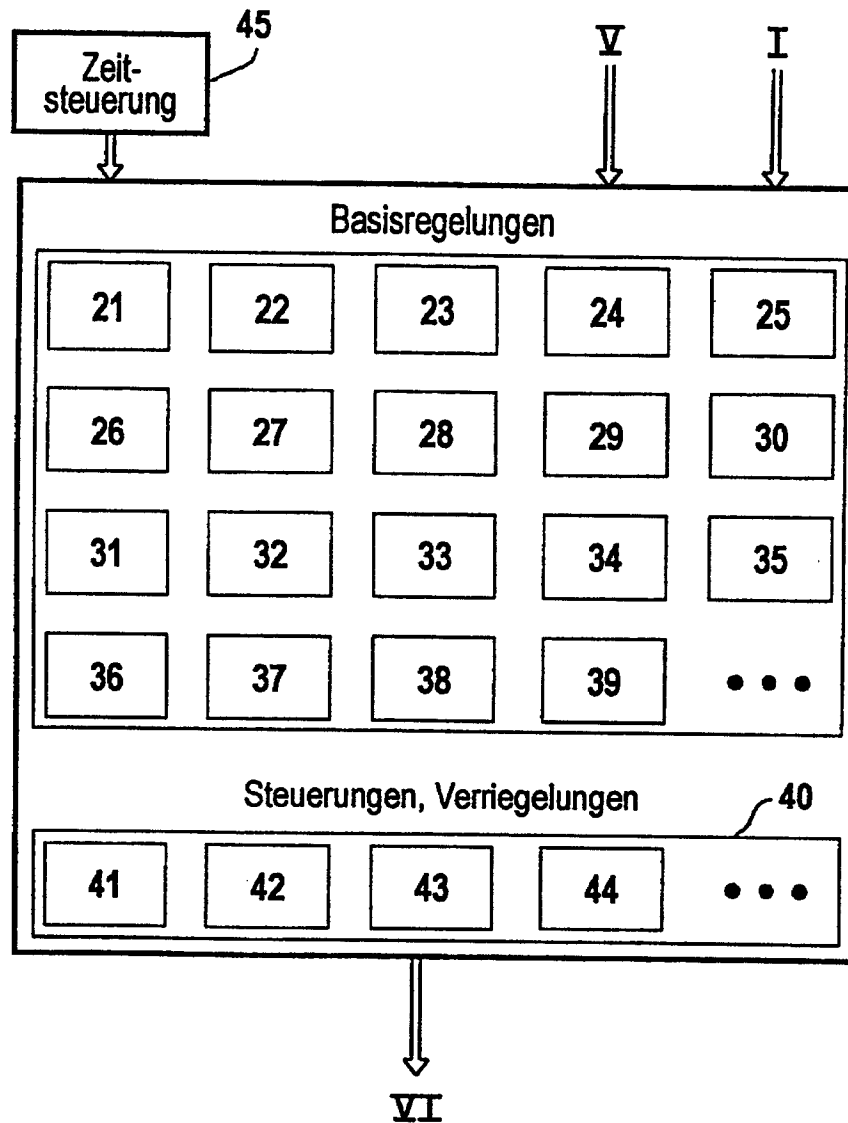 45
V I
Zeit-
steuerung
Basisregelungen
21 22 23 24 25
26 27 28 29 30
31 32 33 34 35
36 37 38 39 •••
Steuerungen, Verriegelungen 40
41 42 43 44 •••
VI